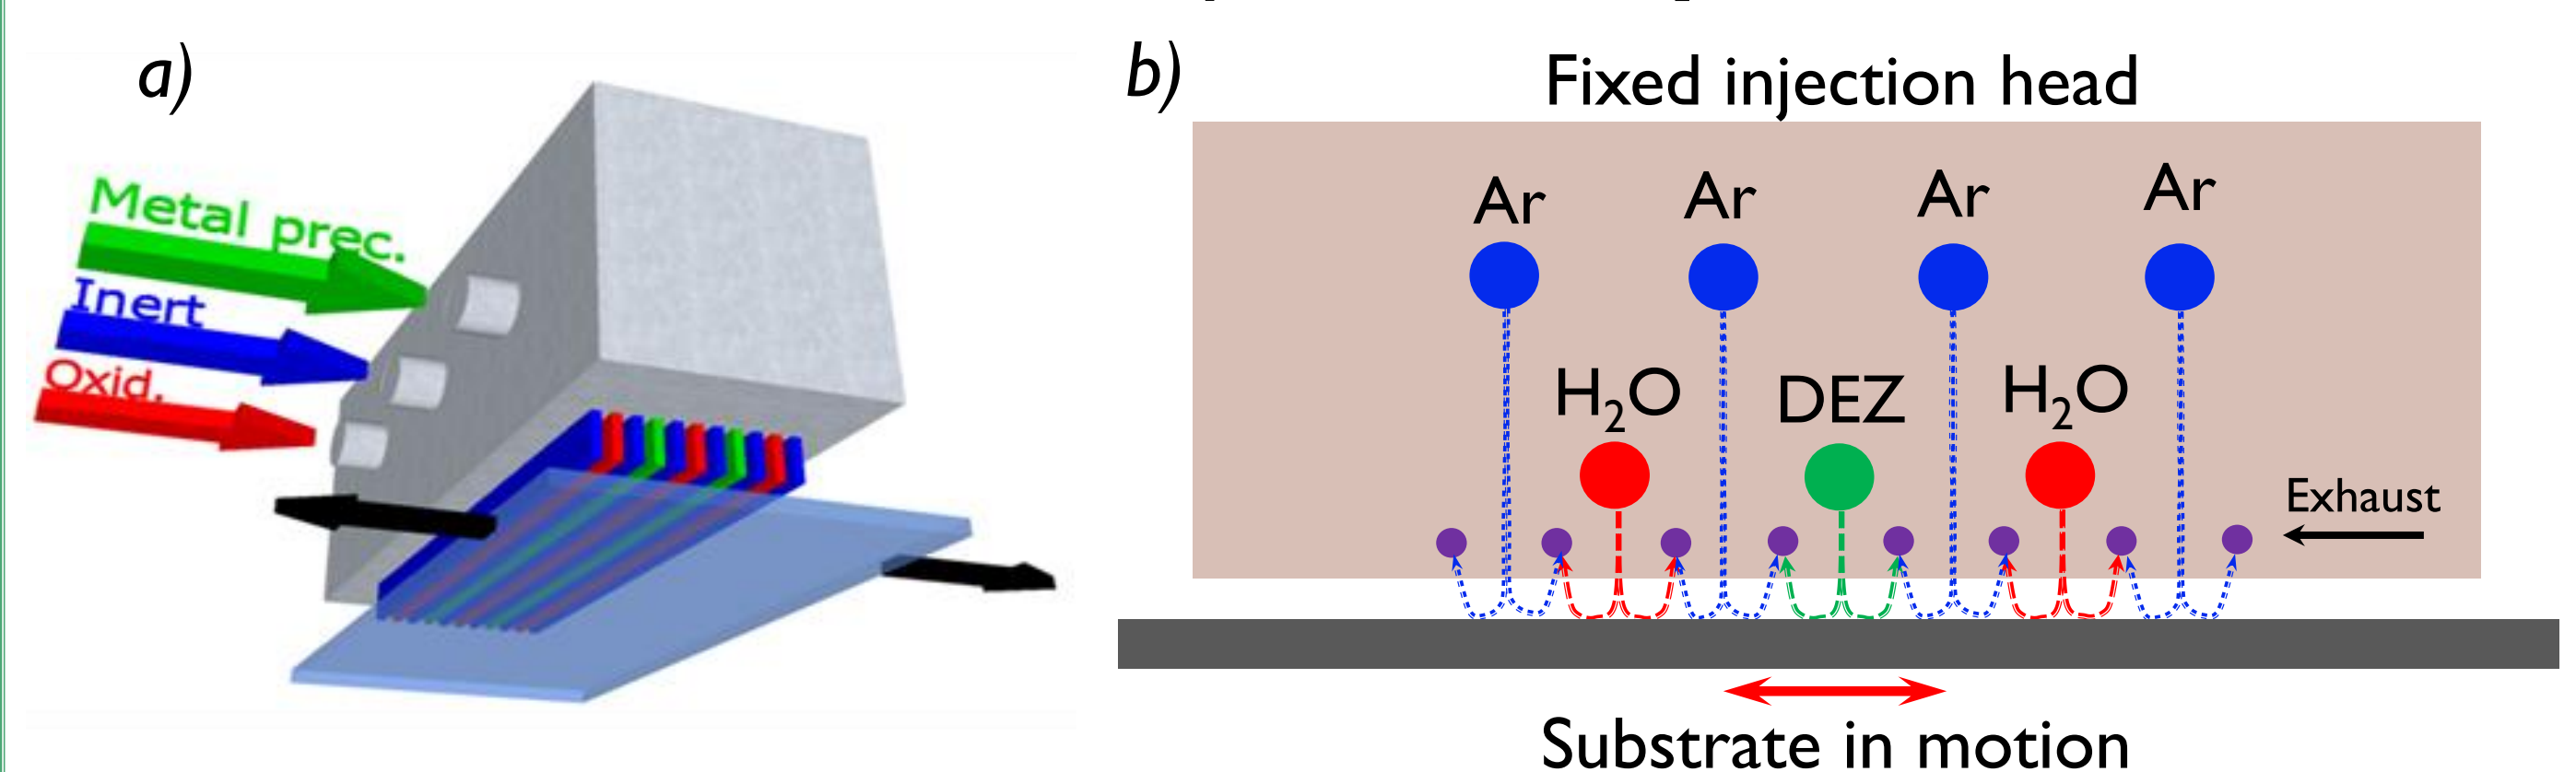 a)
Metal prec.
Inert
Oxid.
b)
Fixed injection head
Ar Ar Ar Ar
H₂O DEZ H₂O
Exhaust
Substrate in motion